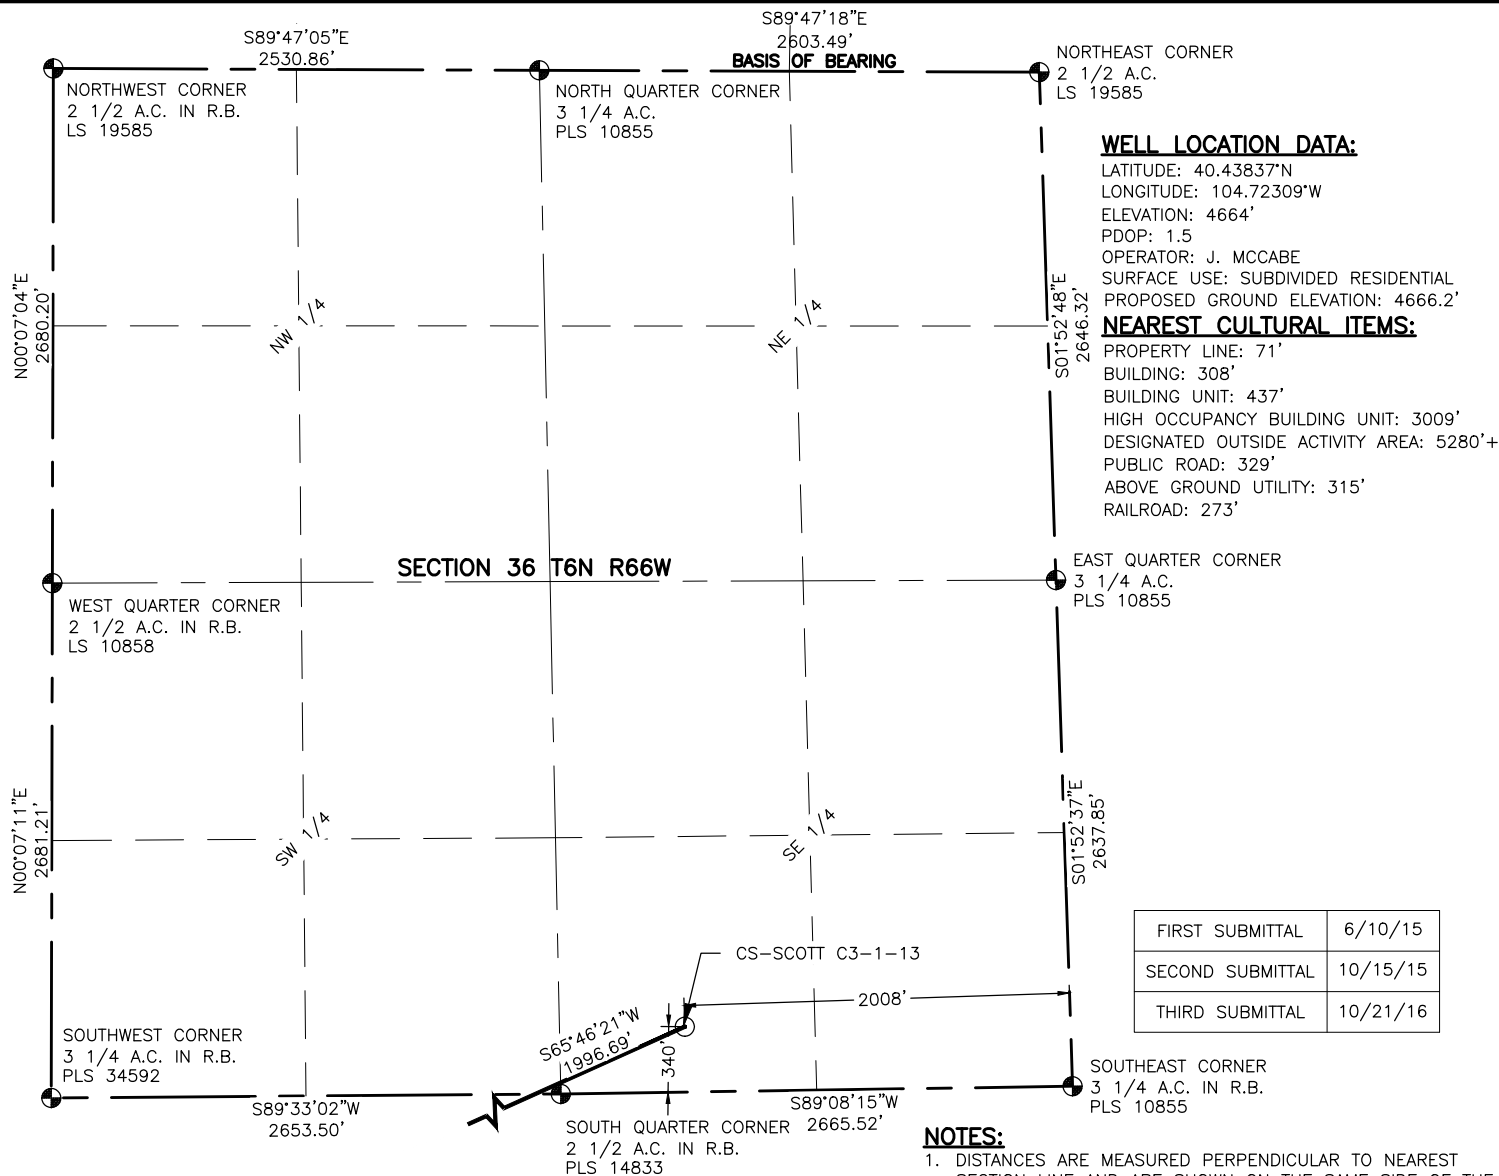 S89°47'05"E
2530.86'
S89°47'18"E
2603.49'
BASIS OF BEARING
NORTHWEST CORNER
2 1/2 A.C. IN R.B.
LS 19585
NORTH QUARTER CORNER
3 1/4 A.C.
PLS 10855
NORTHEAST CORNER
2 1/2 A.C.
LS 19585
WELL LOCATION DATA:
LATITUDE: 40.43837°N
LONGITUDE: 104.72309°W
ELEVATION: 4664'
PDOP: 1.5
OPERATOR: J. MCCABE
SURFACE USE: SUBDIVIDED RESIDENTIAL
PROPOSED GROUND ELEVATION: 4666.2'
NEAREST CULTURAL ITEMS:
PROPERTY LINE: 71'
BUILDING: 308'
BUILDING UNIT: 437'
HIGH OCCUPANCY BUILDING UNIT: 3009'
DESIGNATED OUTSIDE ACTIVITY AREA: 5280'+
PUBLIC ROAD: 329'
ABOVE GROUND UTILITY: 315'
RAILROAD: 273'
N00°07'04"E
2680.20'
NW 1/4
NE 1/4
S01°52'48"E
2646.32'
SECTION 36 T6N R66W
WEST QUARTER CORNER
2 1/2 A.C. IN R.B.
LS 10858
EAST QUARTER CORNER
3 1/4 A.C.
PLS 10855
N00°07'11"E
2681.21'
SW 1/4
SE 1/4
S01°52'37"E
2637.85'
FIRST SUBMITTAL 6/10/15
SECOND SUBMITTAL 10/15/15
THIRD SUBMITTAL 10/21/16
CS-SCOTT C3-1-13
2008'
S65°46'21"W
1996.69'
340'
SOUTHWEST CORNER
3 1/4 A.C. IN R.B.
PLS 34592
S89°33'02"W
2653.50'
SOUTH QUARTER CORNER
2 1/2 A.C. IN R.B.
PLS 14833
S89°08'15"W
2665.52'
SOUTHEAST CORNER
3 1/4 A.C. IN R.B.
PLS 10855
NOTES:
1. DISTANCES ARE MEASURED PERPENDICULAR TO NEAREST
SECTION LINE AND ARE SHOWN ON THE SAME SIDE OF THE